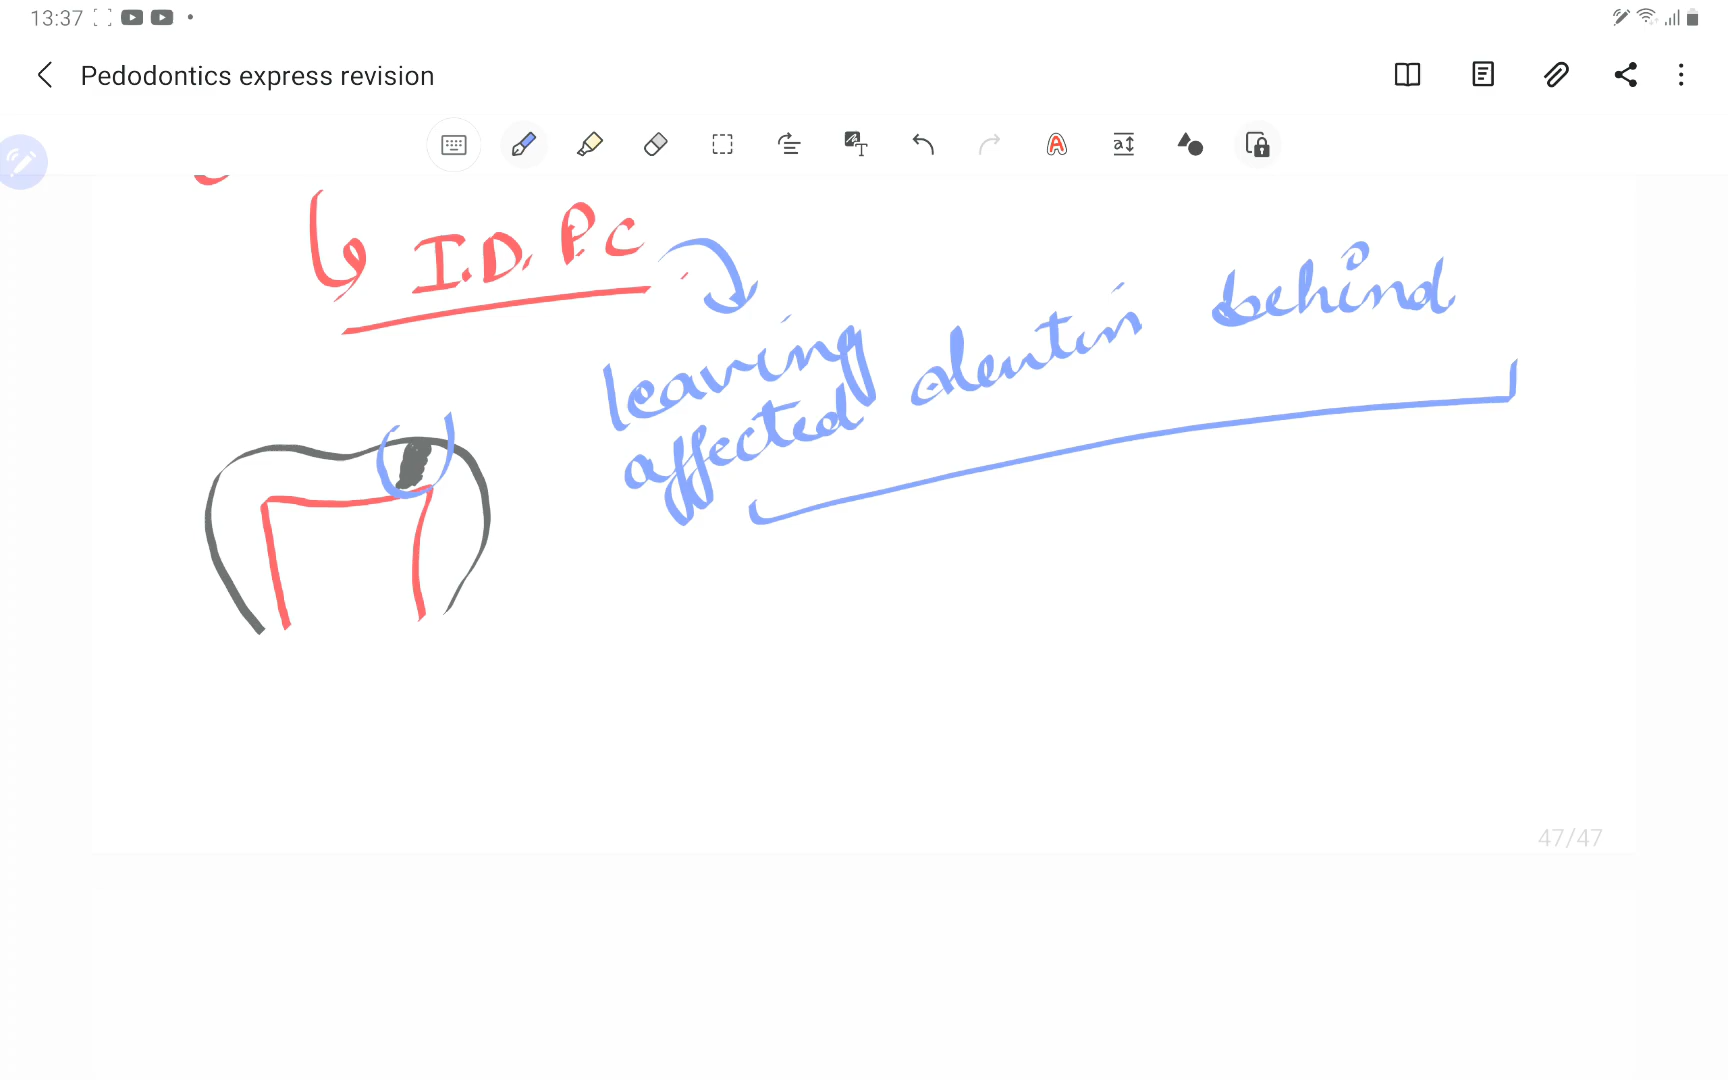 13:37
Pedodontics express revision
I.D.P.C
leaving
affected dentin behind
47/47